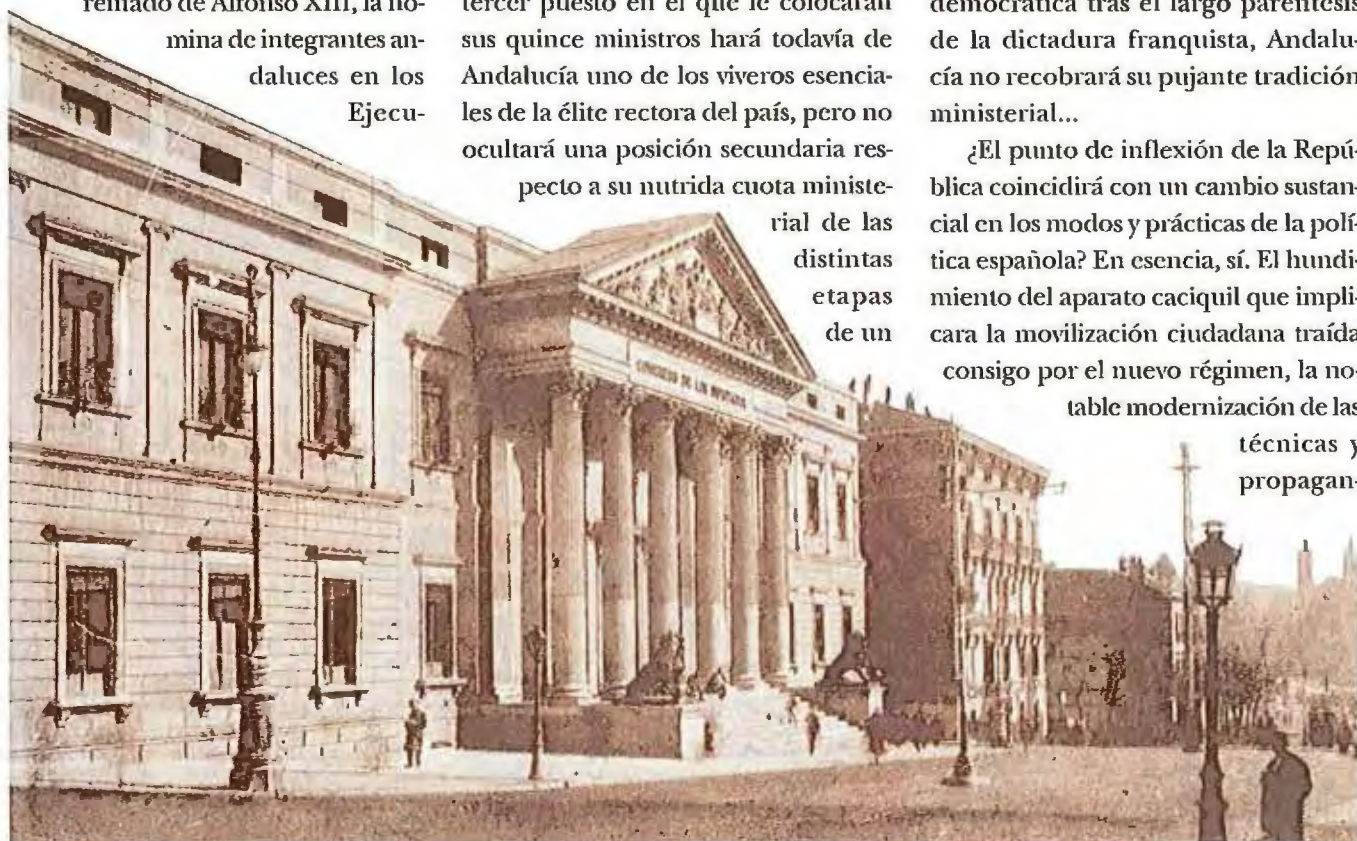 reinado de Alfonso XIII, la nó-
mina de integrantes an-
daluces en los
Ejecu-
tercer puesto en el que le colocarán
sus quince ministros hará todavía de
Andalucía uno de los viveros esencia-
les de la élite rectora del país, pero no
ocultará una posición secundaria res-
pecto a su nutrida cuota ministe-
rial de las
distintas
etapas
de un
democrática tras el largo paréntesis
de la dictadura franquista, Andalu-
cía no recobrará su pujante tradición
ministerial...
¿El punto de inflexión de la Repú-
blica coincidirá con un cambio sustan-
cial en los modos y prácticas de la polí-
tica española? En esencia, sí. El hundi-
miento del aparato caciquil que impli-
cara la movilización ciudadana traída
consigo por el nuevo régimen, la no-
table modernización de las
técnicas y
propagan-
CONGRESO DE LOS DIPUTADOS